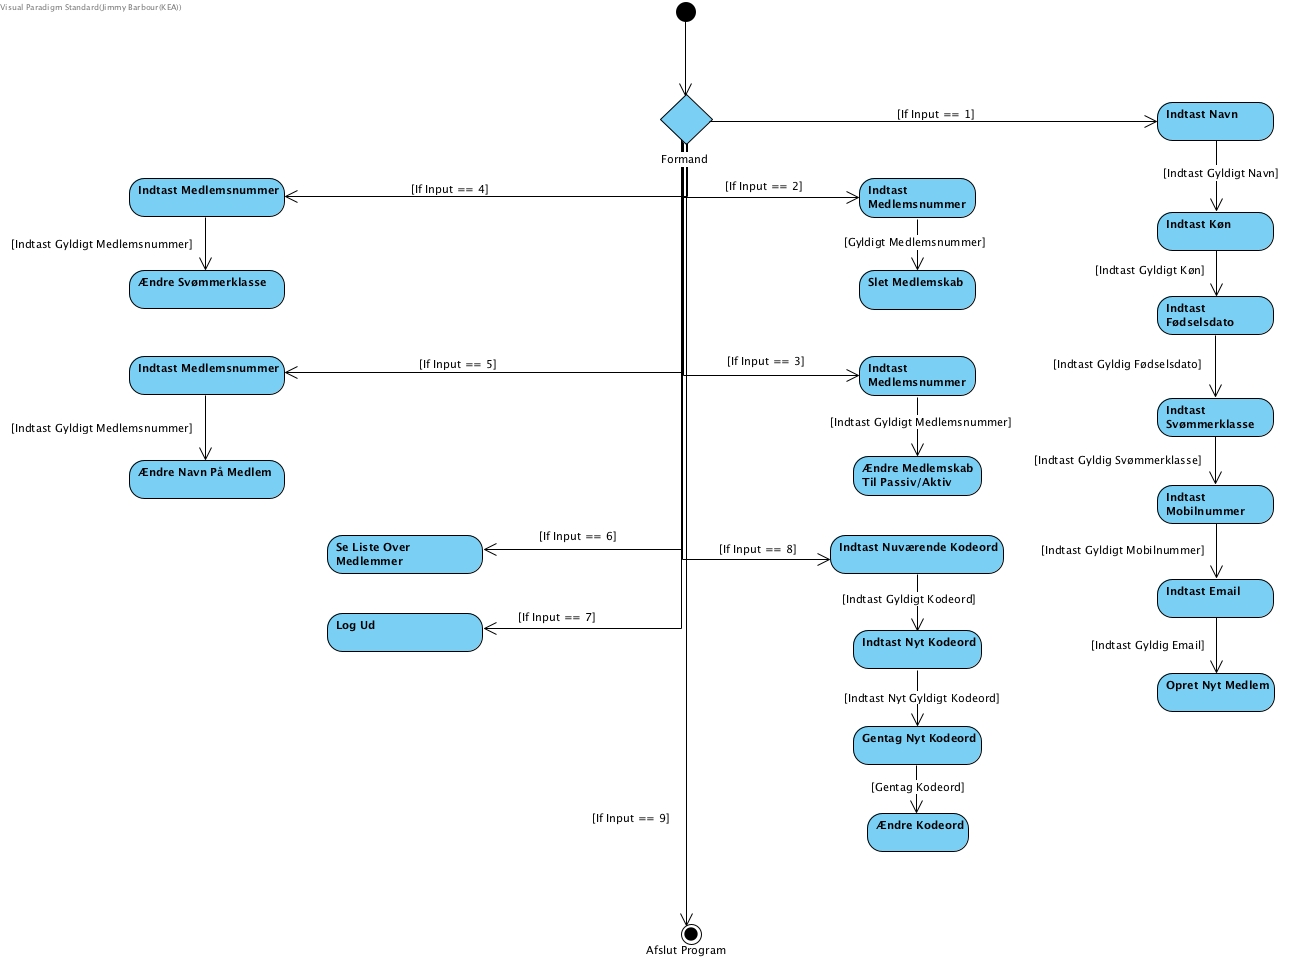 Visual Paradigm Standard(Jimmy Barbour(KEA))
[If Input == 1]
Indtast Navn
[Indtast Gyldigt Navn]
Indtast Køn
[Indtast Gyldigt Køn]
Indtast
Fødselsdato
[Indtast Gyldig Fødselsdato]
Indtast
Svømmerklasse
[Indtast Gyldig Svømmerklasse]
Indtast
Mobilnummer
[Indtast Gyldigt Mobilnummer]
Indtast Email
[Indtast Gyldig Email]
Opret Nyt Medlem
Formand
[If Input == 2]
Indtast
Medlemsnummer
[Gyldigt Medlemsnummer]
Slet Medlemskab
[If Input == 3]
Indtast
Medlemsnummer
[Indtast Gyldigt Medlemsnummer]
Ændre Medlemskab
Til Passiv/Aktiv
[If Input == 4]
Indtast Medlemsnummer
[Indtast Gyldigt Medlemsnummer]
Ændre Svømmerklasse
[If Input == 5]
Indtast Medlemsnummer
[Indtast Gyldigt Medlemsnummer]
Ændre Navn På Medlem
[If Input == 6]
Se Liste Over
Medlemmer
[If Input == 7]
Log Ud
[If Input == 8]
Indtast Nuværende Kodeord
[Indtast Gyldigt Kodeord]
Indtast Nyt Kodeord
[Indtast Nyt Gyldigt Kodeord]
Gentag Nyt Kodeord
[Gentag Kodeord]
Ændre Kodeord
[If Input == 9]
Afslut Program